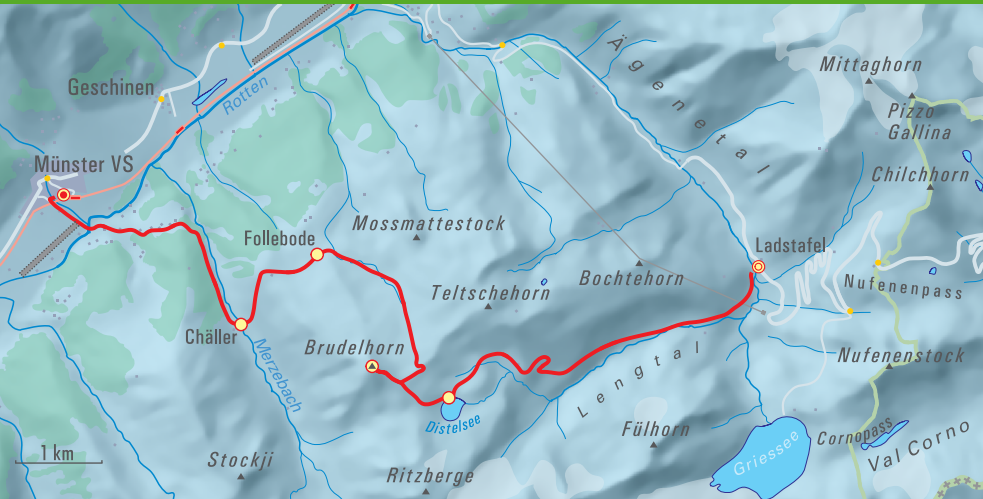 Ägenetal
Mittaghorn
Geschinen
Rotten
Pizzo
Gallina
Münster VS
Chilchhorn
Mossmattestock
Follebode
Ladstafel
Bochtehorn
Teltschehorn
Nufenenpass
Chäller
Brudelhorn
Merzebach
Lengtal
Nufenenstock
Distelsee
Fülhorn
Cornopass
Val Corno
Griessee
1 km
Stockji
Ritzberge